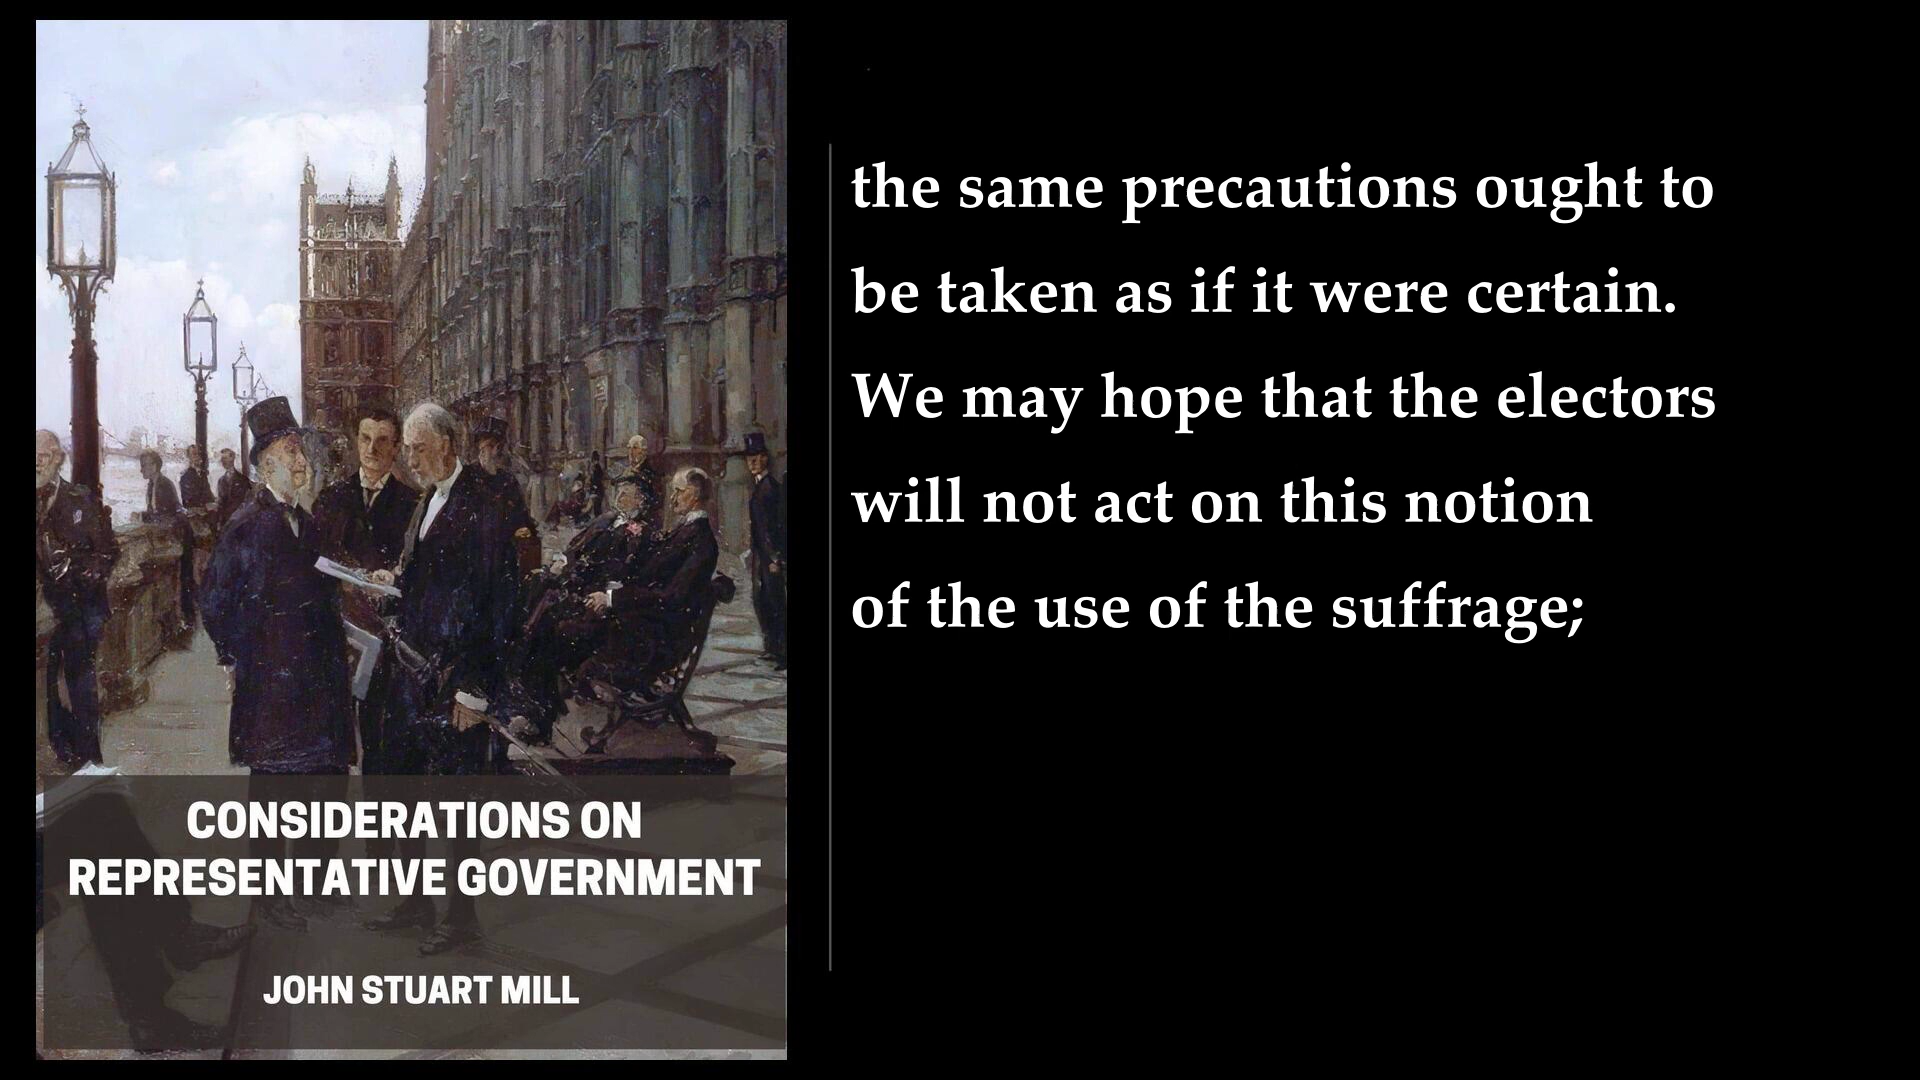 CONSIDERATIONS ON
REPRESENTATIVE GOVERNMENT
JOHN STUART MILL
the same precautions ought to
be taken as if it were certain.
We may hope that the electors
will not act on this notion
of the use of the suffrage;